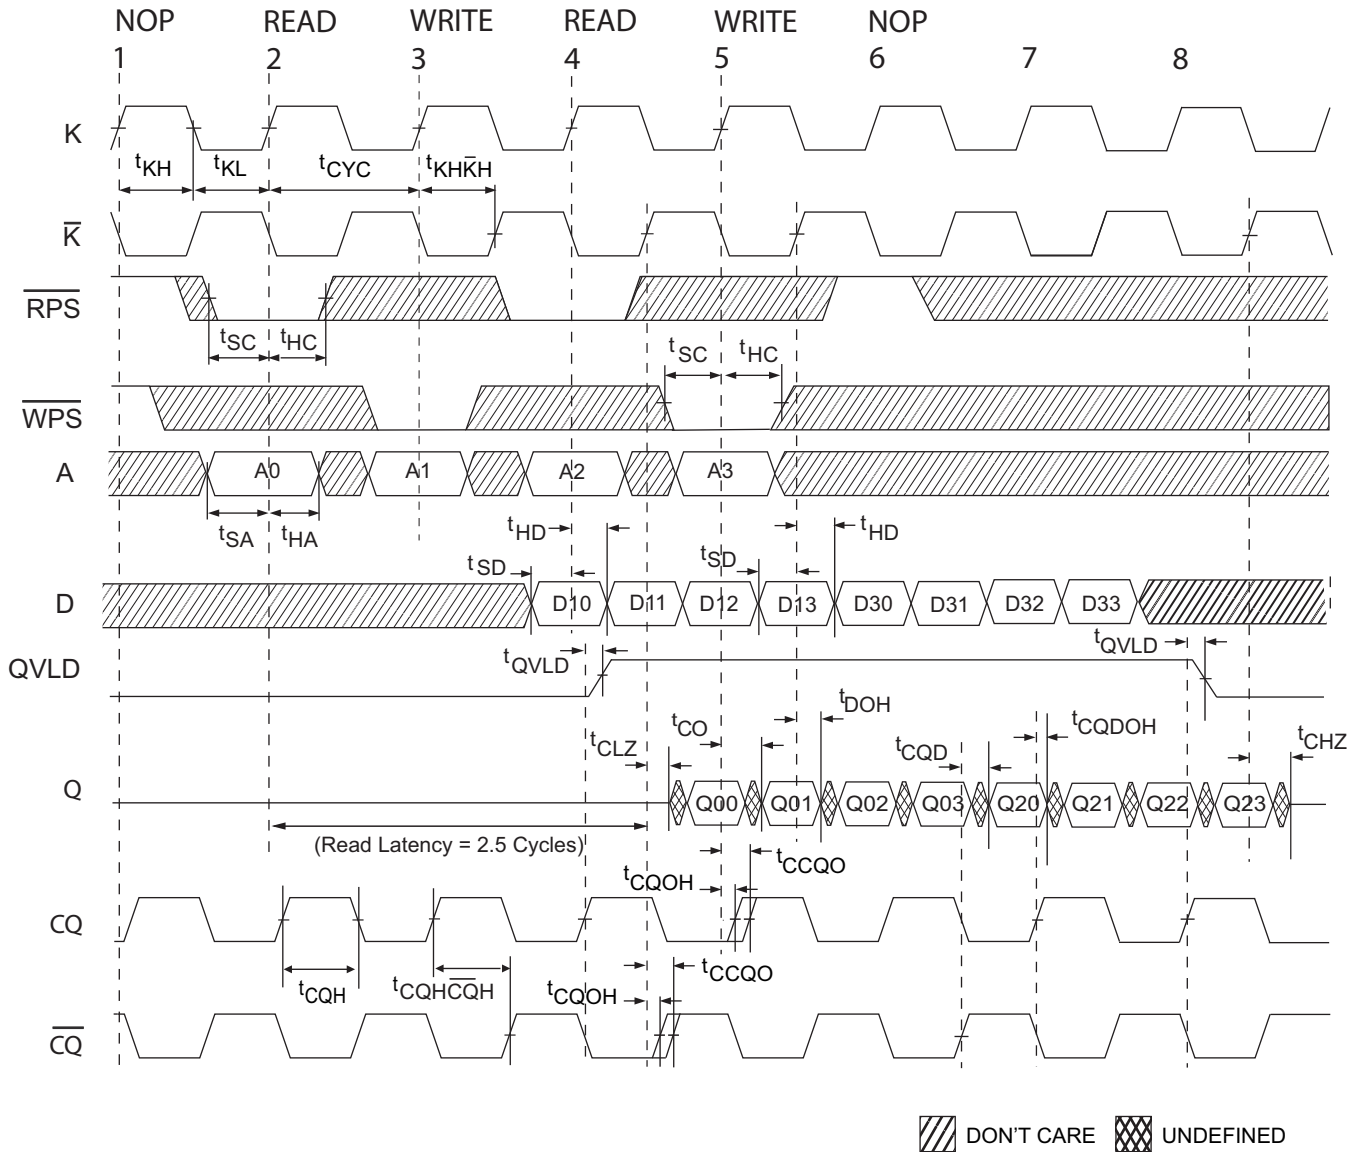 NOP READ WRITE READ WRITE NOP
1 2 3 4 5 6 7 8
K
tKH tKL tCYC tKHK̅H
K̅
R̅P̅S̅
tSC tHC
tSC tHC
W̅P̅S̅
A A0 A1 A2 A3
tSA tHA
tHD tHD
tSD tSD
D D10 D11 D12 D13 D30 D31 D32 D33
tQVLD tQVLD
QVLD
tCLZ tCO tDOH tCQD tCQDOH tCHZ
Q Q00 Q01 Q02 Q03 Q20 Q21 Q22 Q23
(Read Latency = 2.5 Cycles)
tCQOH tCCQO
CQ
tCQH tCQHC̅Q̅H tCQOH tCCQO
C̅Q̅
DON'T CARE UNDEFINED